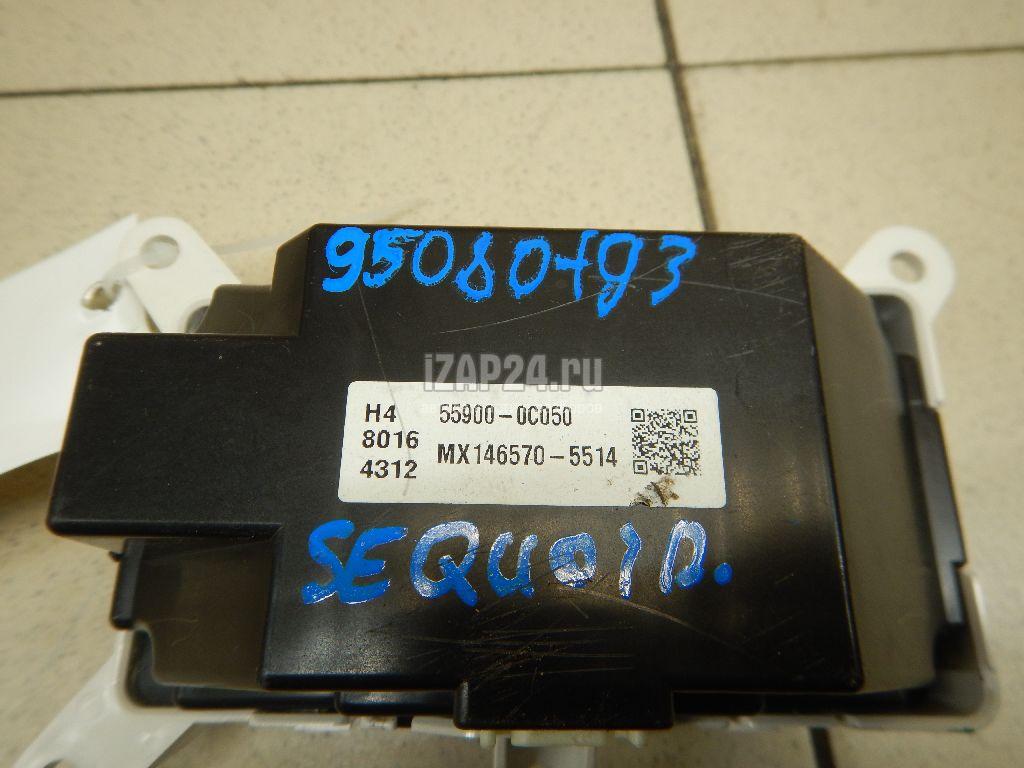 95080493
iZAP24.ru
H4 55900-0C050
8016
MX146570-5514
4312
SEQUOIA.